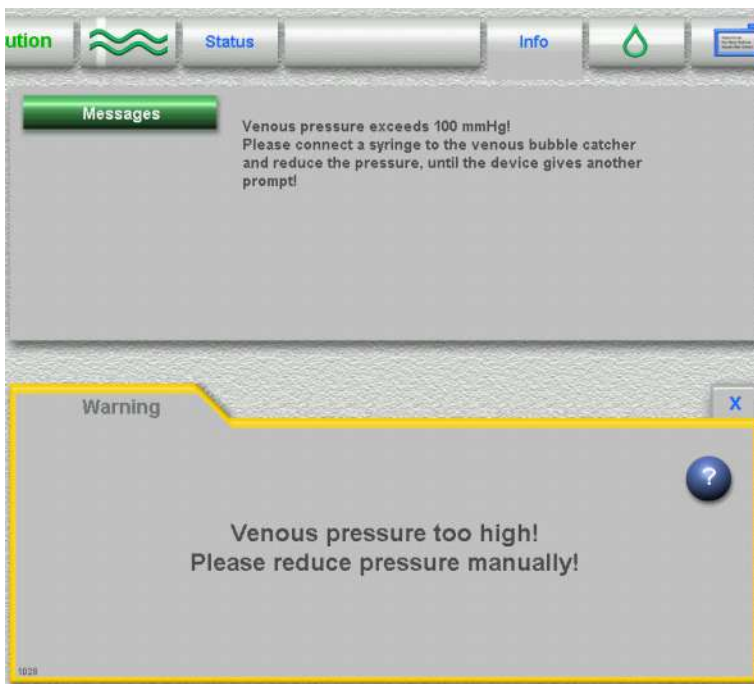 ution
Status
Info
Messages
Venous pressure exceeds 100 mmHg!
Please connect a syringe to the venous bubble catcher
and reduce the pressure, until the device gives another
prompt!
Warning
X
?
Venous pressure too high!
Please reduce pressure manually!
1028